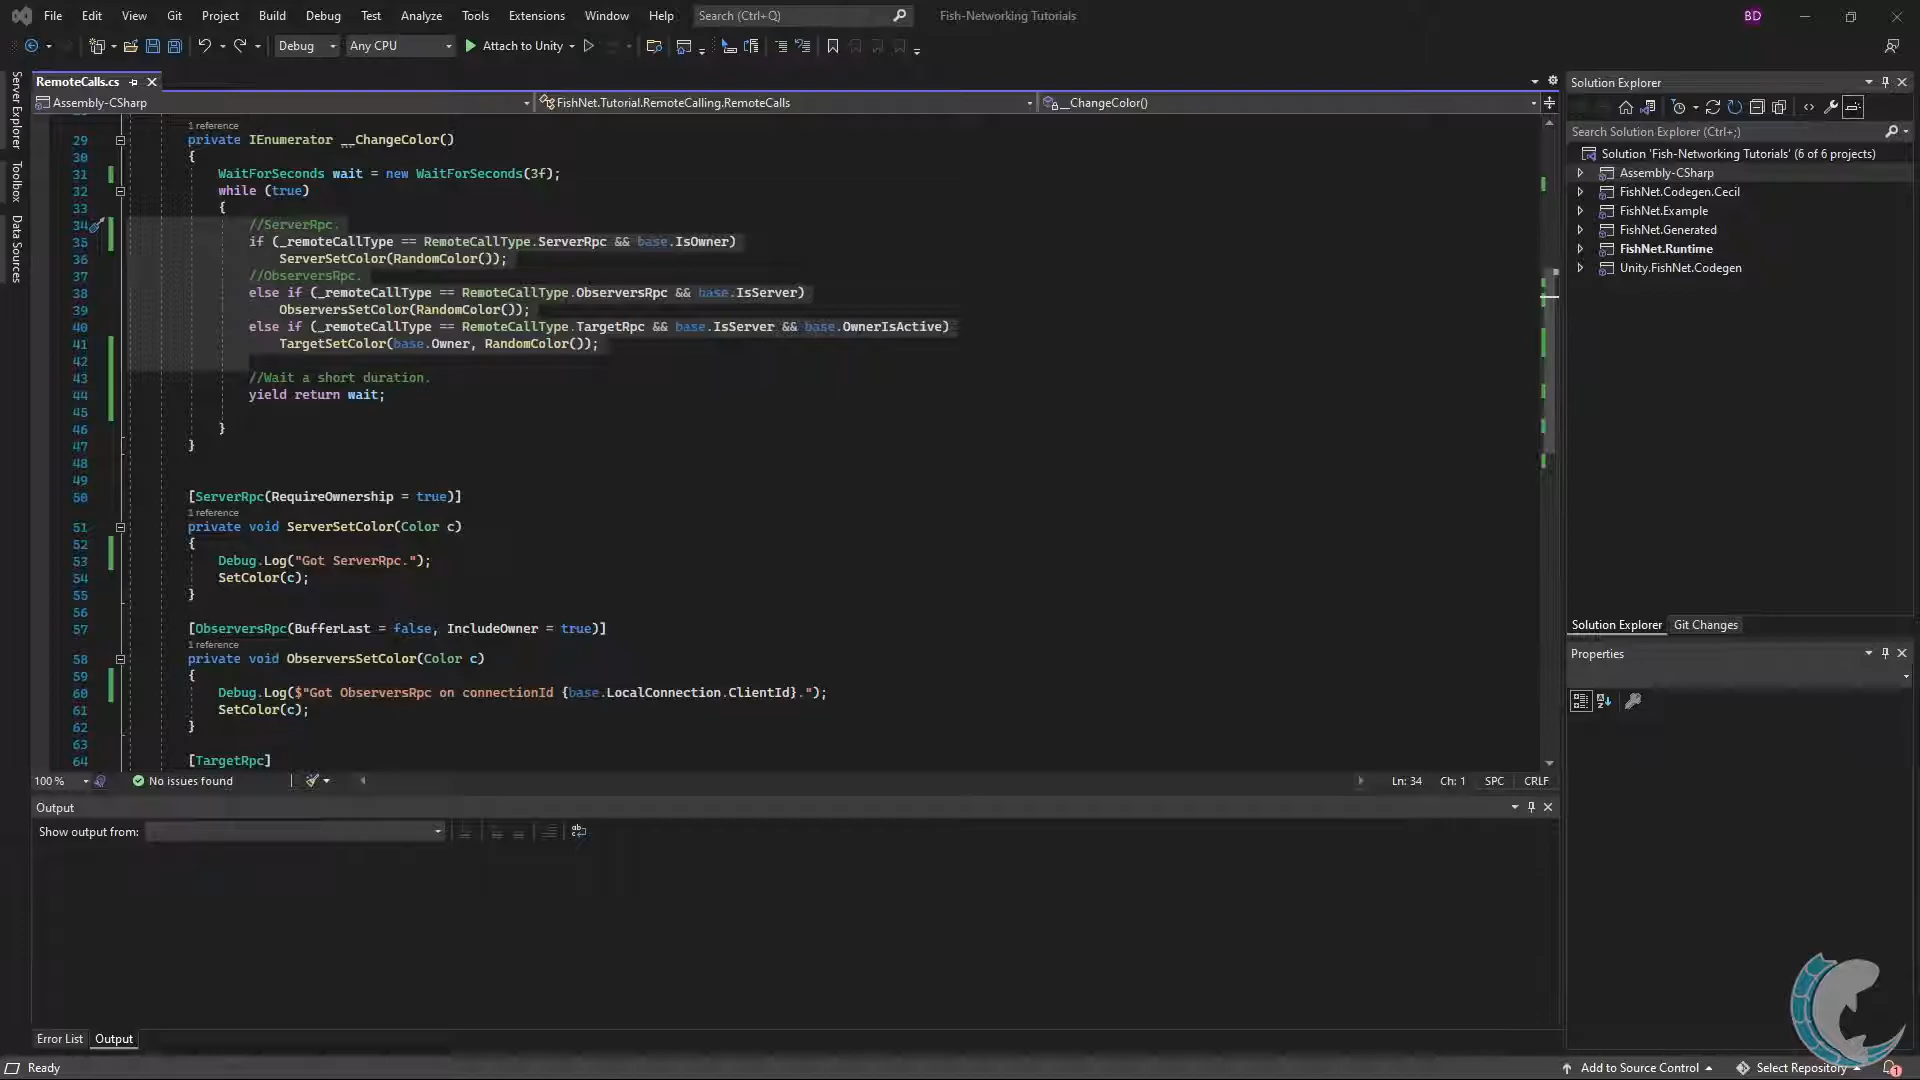 File Edit View Git Project Build Debug Test Analyze Tools Extensions Window Help Search (Ctrl+Q) Fish-Networking Tutorials BD
Debug Any CPU Attach to Unity
Server Explorer
Toolbox
Data Sources
RemoteCalls.cs
Assembly-CSharp FishNet.Tutorial.RemoteCalling.RemoteCalls __ChangeColor()
1 reference
29 private IEnumerator __ChangeColor()
30 {
31 WaitForSeconds wait = new WaitForSeconds(3f);
32 while (true)
33 {
34 //ServerRpc.
35 if (_remoteCallType == RemoteCallType.ServerRpc && base.IsOwner)
36 ServerSetColor(RandomColor());
37 //ObserversRpc.
38 else if (_remoteCallType == RemoteCallType.ObserversRpc && base.IsServer)
39 ObserversSetColor(RandomColor());
40 else if (_remoteCallType == RemoteCallType.TargetRpc && base.IsServer && base.OwnerIsActive)
41 TargetSetColor(base.Owner, RandomColor());
42
43 //Wait a short duration.
44 yield return wait;
45
46 }
47 }
48
49
50 [ServerRpc(RequireOwnership = true)]
1 reference
51 private void ServerSetColor(Color c)
52 {
53 Debug.Log("Got ServerRpc.");
54 SetColor(c);
55 }
56
57 [ObserversRpc(BufferLast = false, IncludeOwner = true)]
1 reference
58 private void ObserversSetColor(Color c)
59 {
60 Debug.Log($"Got ObserversRpc on connectionId {base.LocalConnection.ClientId}.");
61 SetColor(c);
62 }
63
64 [TargetRpc]
100 % No issues found Ln: 34 Ch: 1 SPC CRLF
Output
Show output from:
Error List Output
Solution Explorer
Search Solution Explorer (Ctrl+;)
Solution 'Fish-Networking Tutorials' (6 of 6 projects)
Assembly-CSharp
FishNet.Codegen.Cecil
FishNet.Example
FishNet.Generated
FishNet.Runtime
Unity.FishNet.Codegen
Solution Explorer Git Changes
Properties
Ready Add to Source Control Select Repository 1